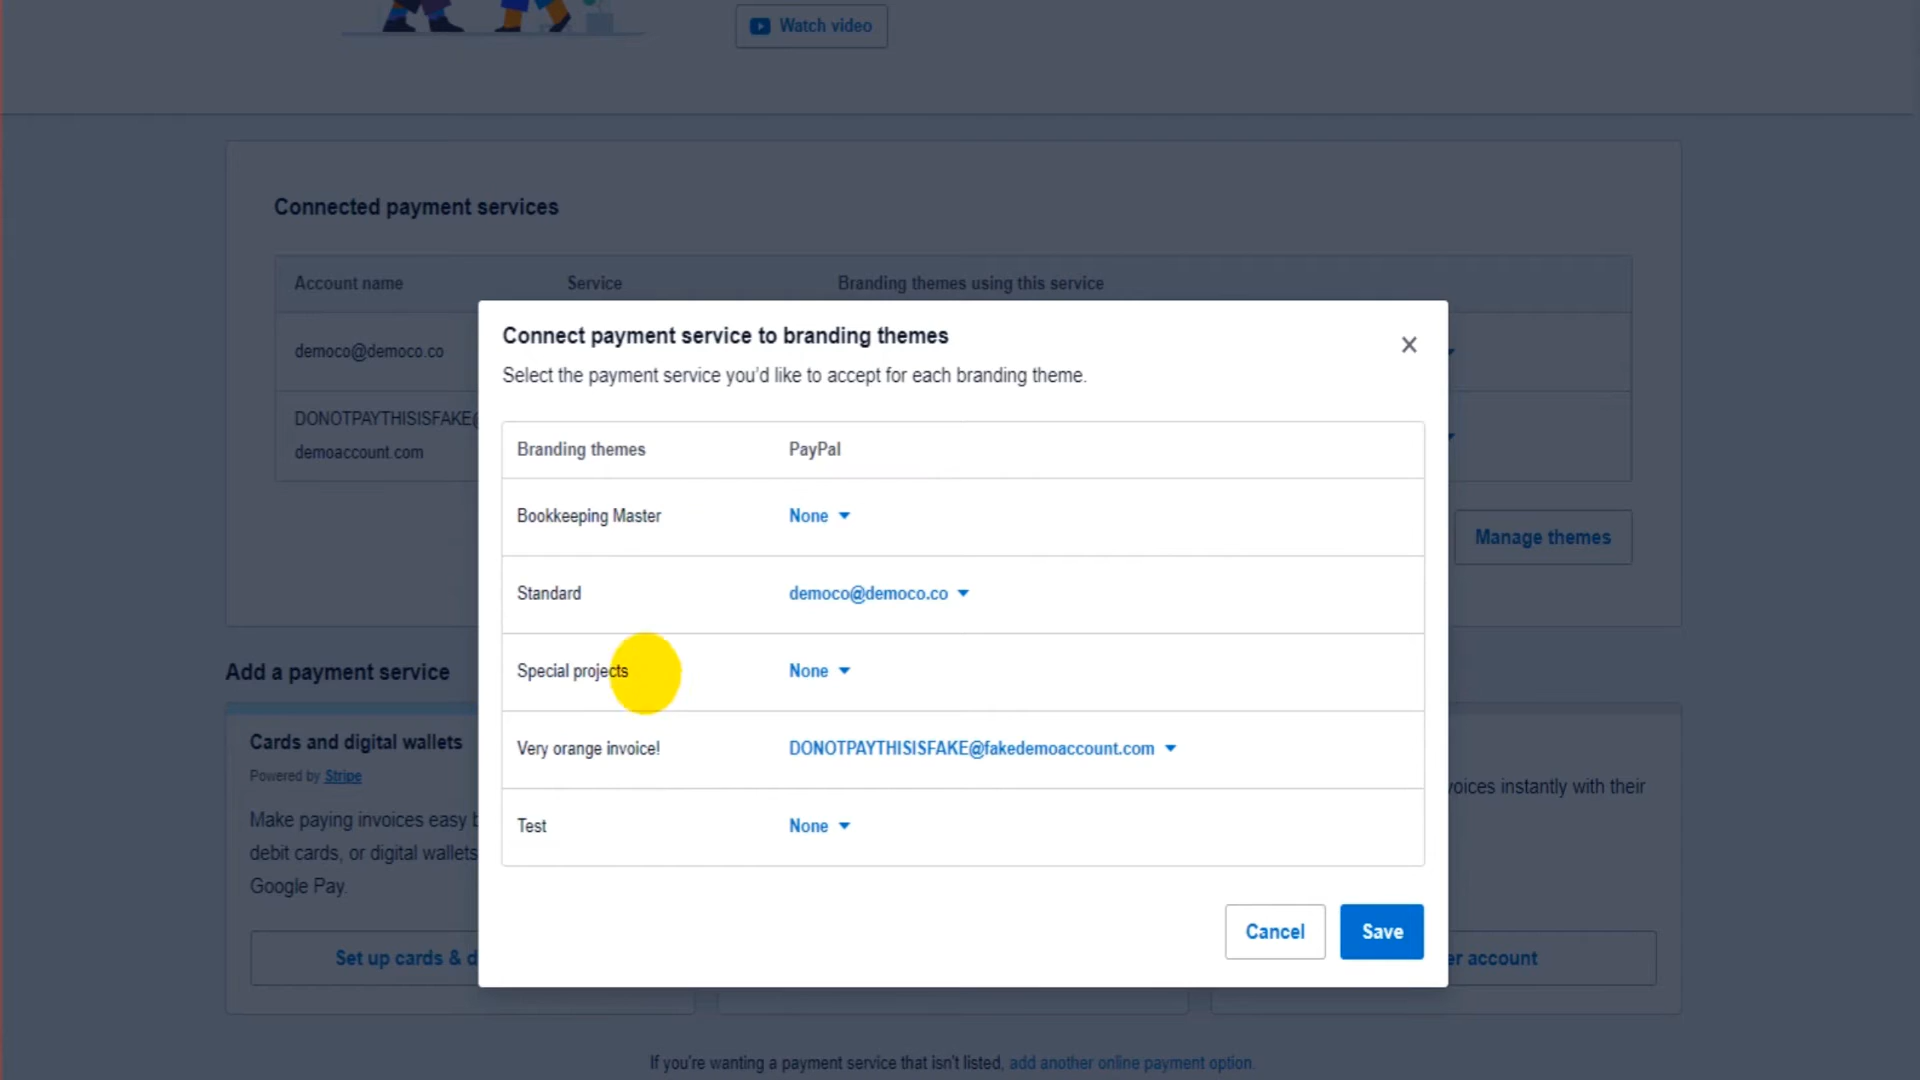 Watch video
Connected payment services
Account name Service Branding themes using this service
democo@democo.co
DONOTPAYTHISISFAKE@
demoaccount.com
Manage themes
Connect payment service to branding themes
Select the payment service you'd like to accept for each branding theme.
Branding themes PayPal
Bookkeeping Master None
Standard democo@democo.co
Special projects None
Very orange invoice! DONOTPAYTHISISFAKE@fakedemoaccount.com
Test None
Cancel Save
Add a payment service
Cards and digital wallets
Powered by Stripe
Make paying invoices easy
debit cards, or digital wallets
Google Pay.
Set up cards & d
voices instantly with their
er account
If you're wanting a payment service that isn't listed, add another online payment option.